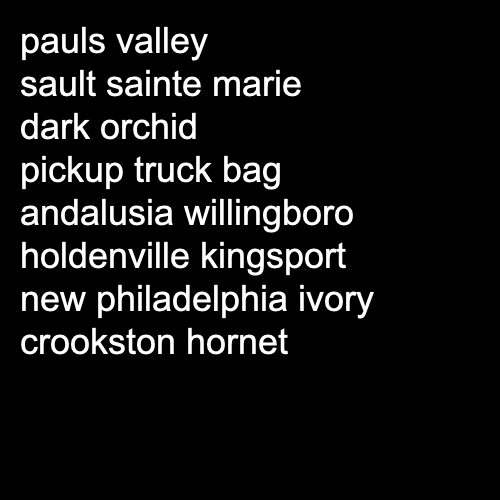 pauls valley
sault sainte marie
dark orchid
pickup truck bag
andalusia willingboro
holdenville kingsport
new philadelphia ivory
crookston hornet